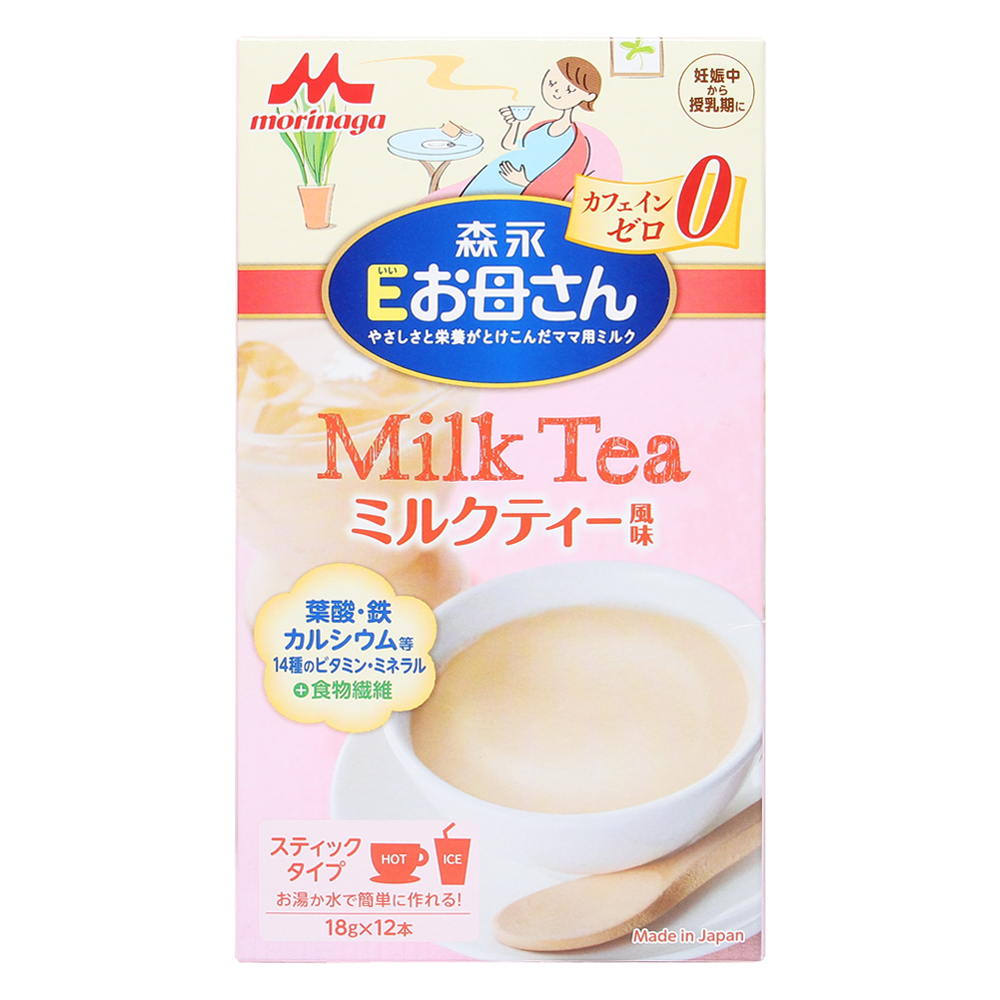 morinaga
妊娠中
から
授乳期に
カフェイン
ゼロ
0
森永
いい
Eお母さん
やさしさと栄養がとけこんだママ用ミルク
Milk Tea
ミルクティー風味
葉酸・鉄
カルシウム等
14種のビタミン・ミネラル
+食物繊維
スティック
タイプ
HOT
ICE
お湯か水で簡単に作れる!
18g×12本
Made in Japan